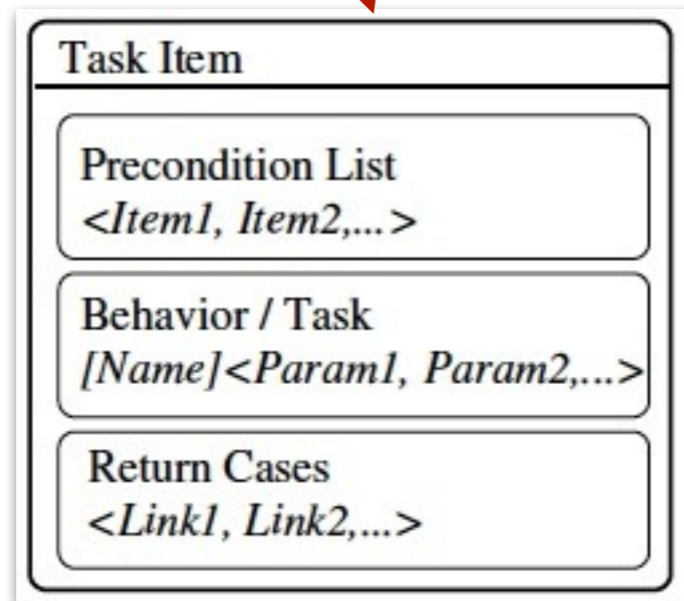 Task Item
Precondition List
<Item1, Item2,...>
Behavior / Task
[Name]<Param1, Param2,...>
Return Cases
<Link1, Link2,...>